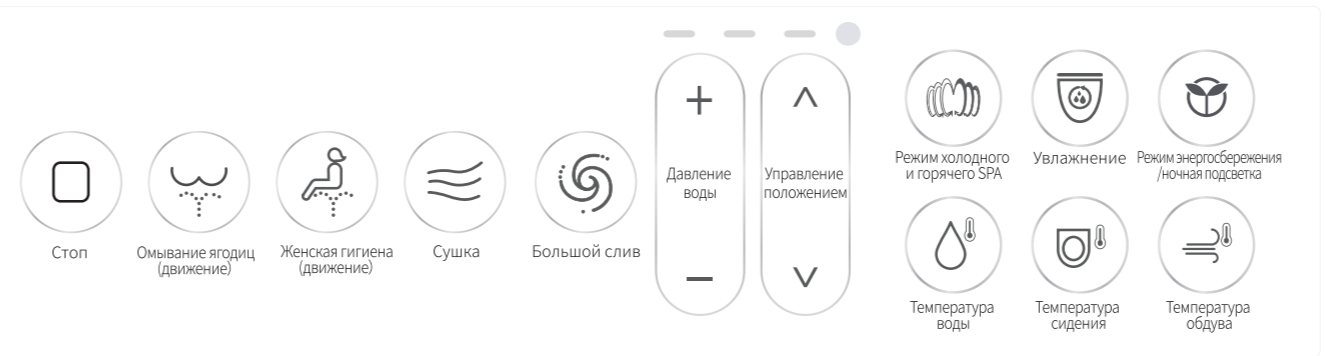 Стоп
Омывание ягодиц
(движение)
Женская гигиена
(движение)
Сушка
Большой слив
Давление
воды
Управление
положением
Режим холодного
и горячего SPA
Увлажнение
Режим энергосбережения
/ночная подсветка
Температура
воды
Температура
сидения
Температура
обдува